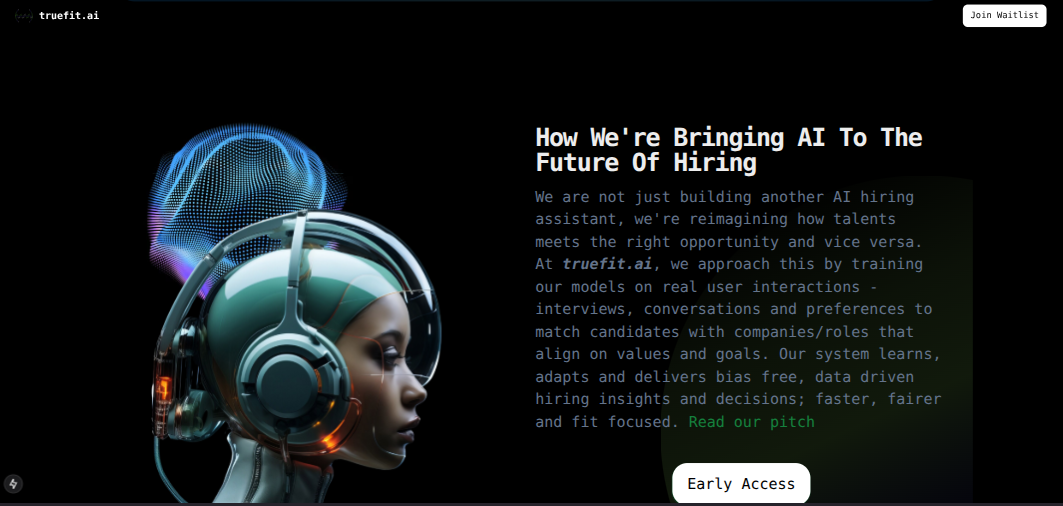 truefit.ai
Join Waitlist
How We're Bringing AI To The
Future Of Hiring
We are not just building another AI hiring
assistant, we're reimagining how talents
meets the right opportunity and vice versa.
At truefit.ai, we approach this by training
our models on real user interactions -
interviews, conversations and preferences to
match candidates with companies/roles that
align on values and goals. Our system learns,
adapts and delivers bias free, data driven
hiring insights and decisions; faster, fairer
and fit focused. Read our pitch
Early Access